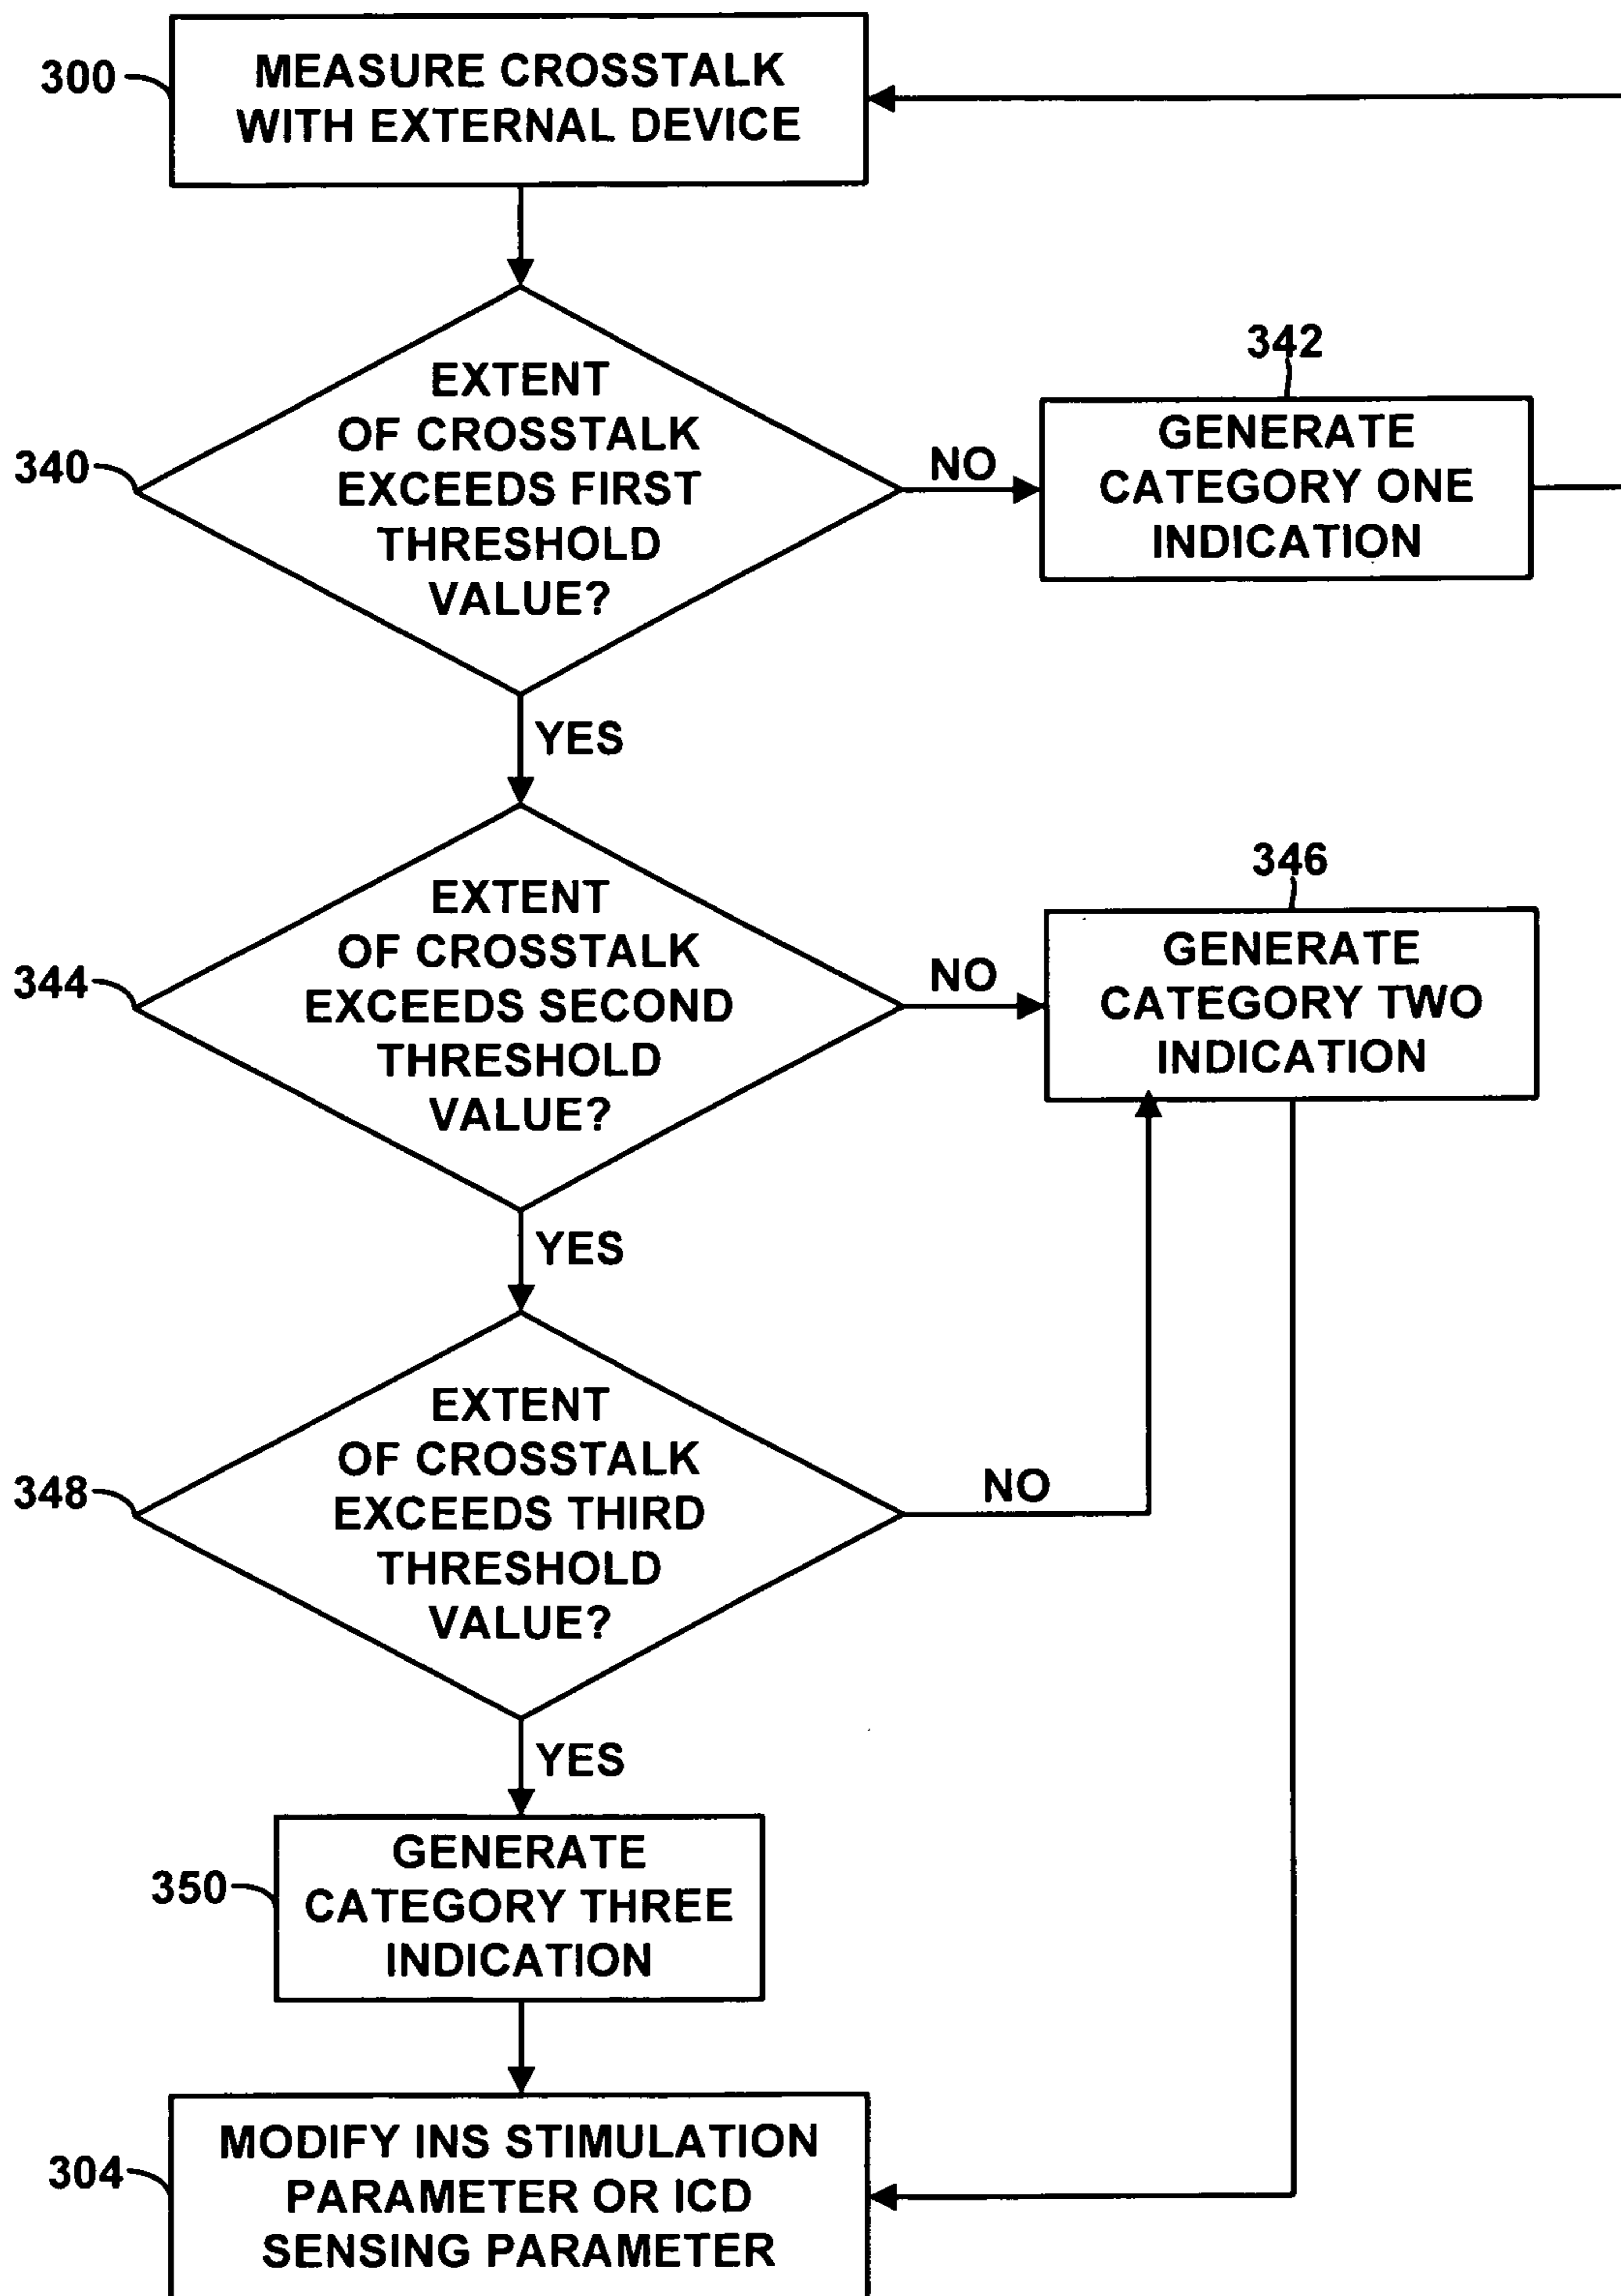 300
MEASURE CROSSTALK
WITH EXTERNAL DEVICE
340
EXTENT
OF CROSSTALK
EXCEEDS FIRST
THRESHOLD
VALUE?
NO
342
GENERATE
CATEGORY ONE
INDICATION
YES
344
EXTENT
OF CROSSTALK
EXCEEDS SECOND
THRESHOLD
VALUE?
NO
346
GENERATE
CATEGORY TWO
INDICATION
YES
348
EXTENT
OF CROSSTALK
EXCEEDS THIRD
THRESHOLD
VALUE?
NO
YES
350
GENERATE
CATEGORY THREE
INDICATION
304
MODIFY INS STIMULATION
PARAMETER OR ICD
SENSING PARAMETER